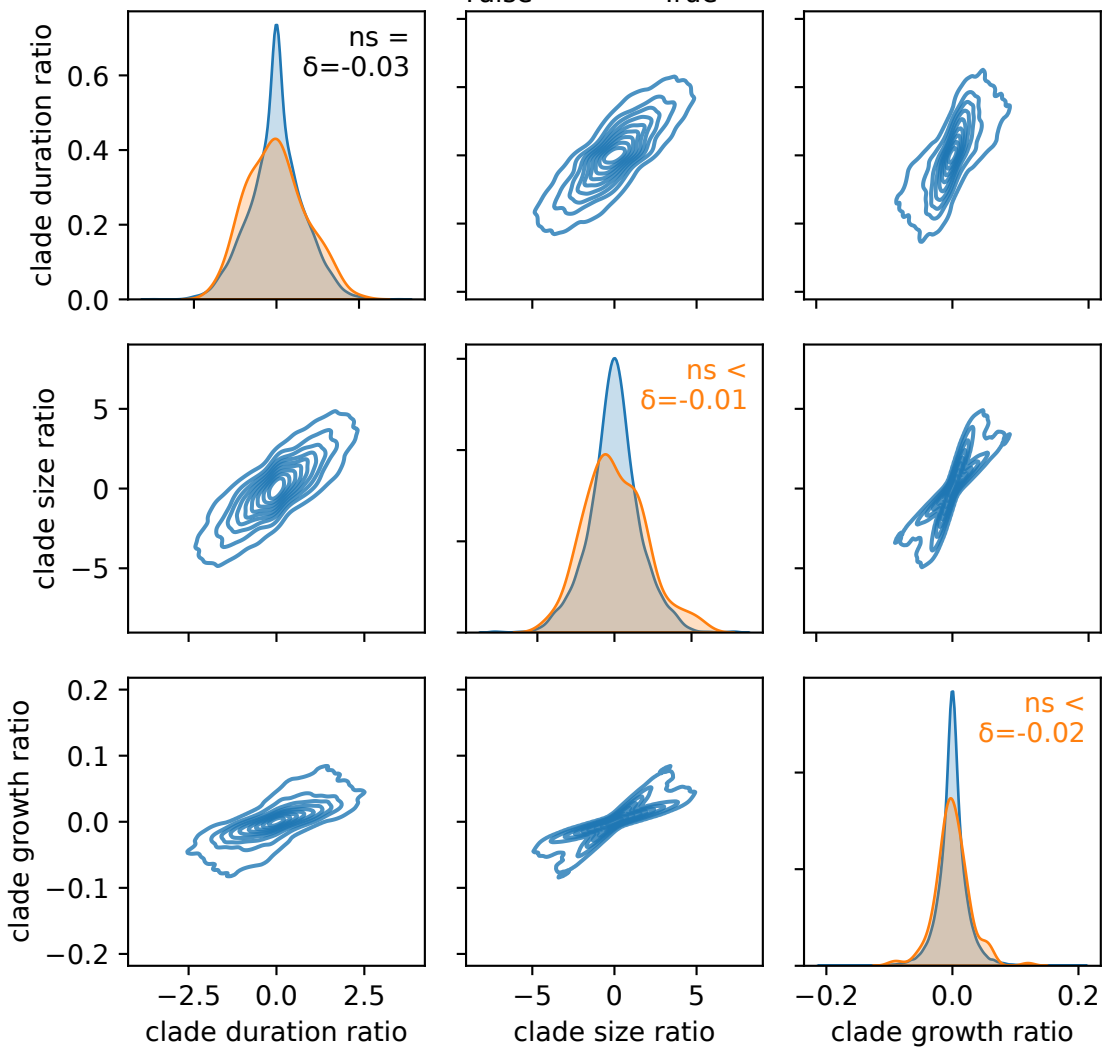 clade duration ratio
0.6
0.4
0.2
0.0
ns =
δ=-0.03
clade size ratio
5
0
−5
ns <
δ=-0.01
clade growth ratio
0.2
0.1
0.0
−0.1
−0.2
ns <
δ=-0.02
−2.5 0.0 2.5
−5 0 5
−0.2 0.0 0.2
clade duration ratio
clade size ratio
clade growth ratio